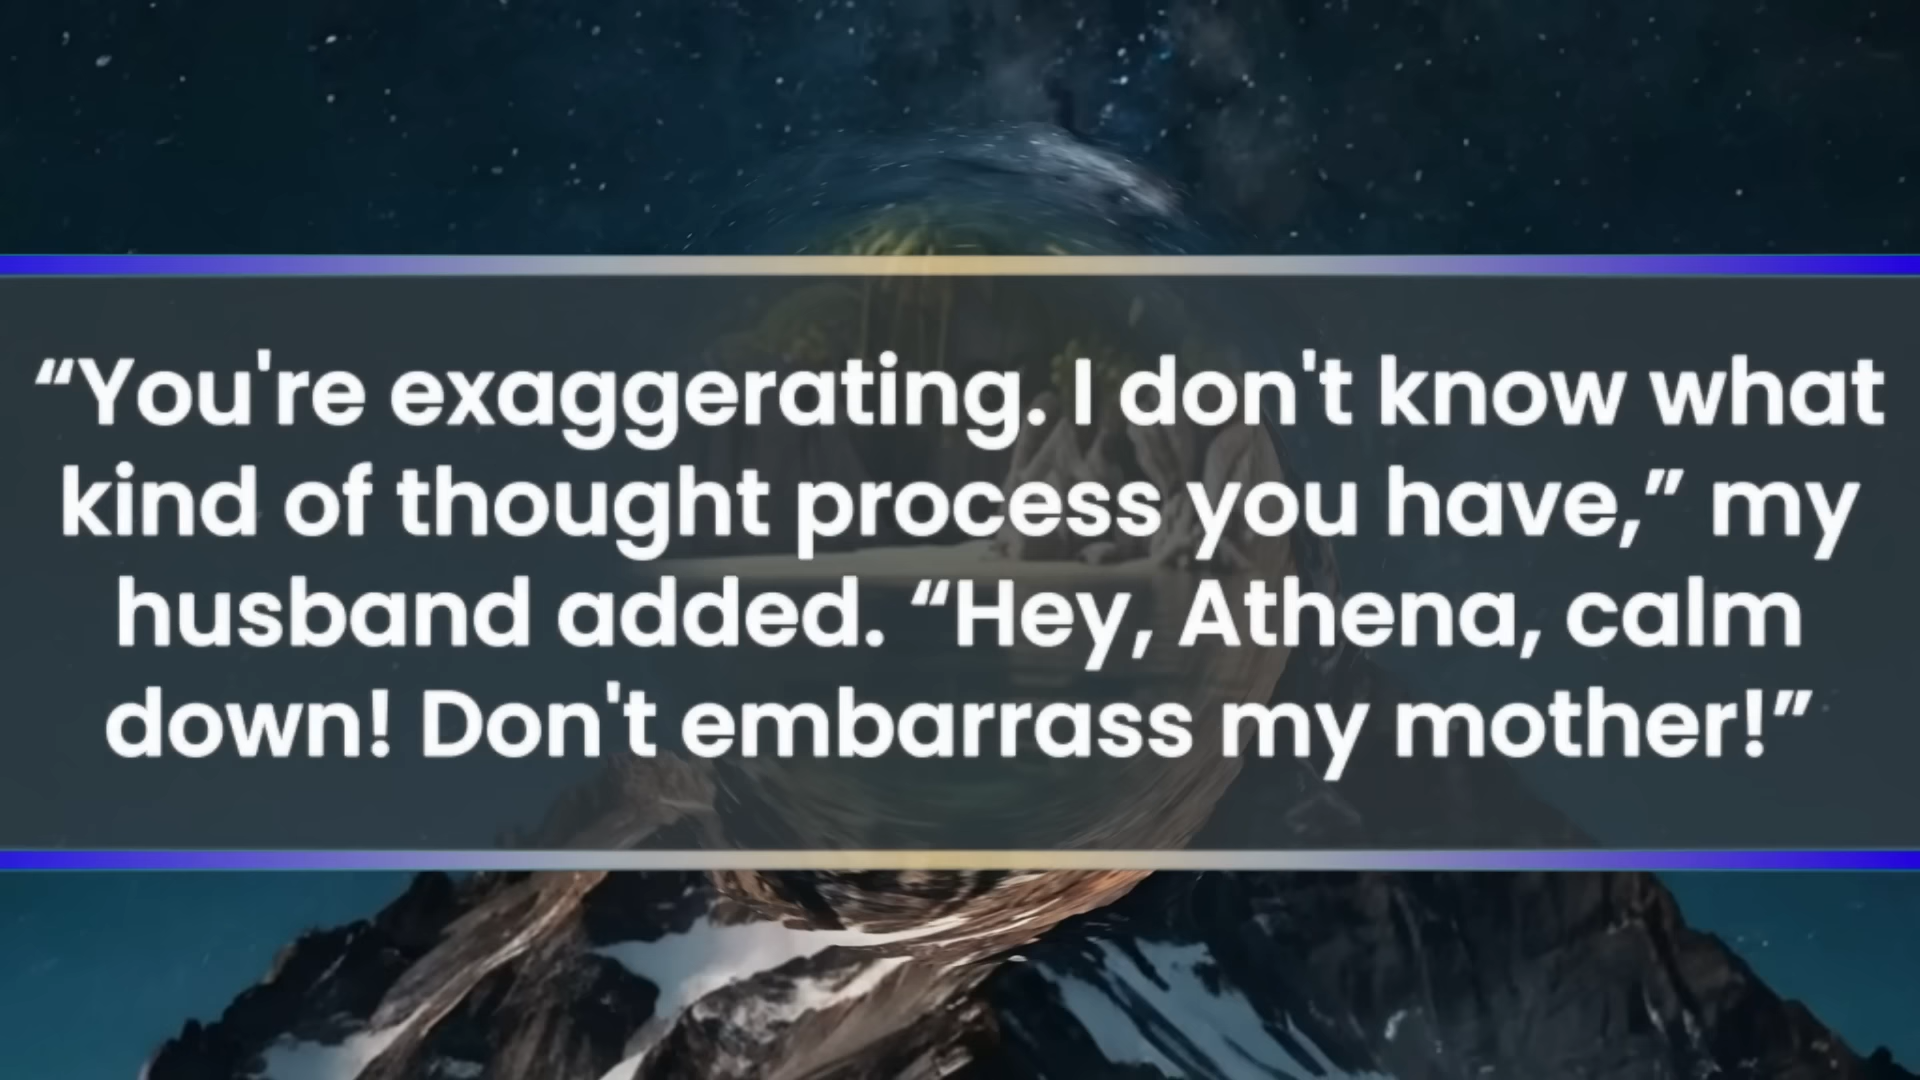 “You're exaggerating. I don't know what
kind of thought process you have,” my
husband added. “Hey, Athena, calm
down! Don't embarrass my mother!”